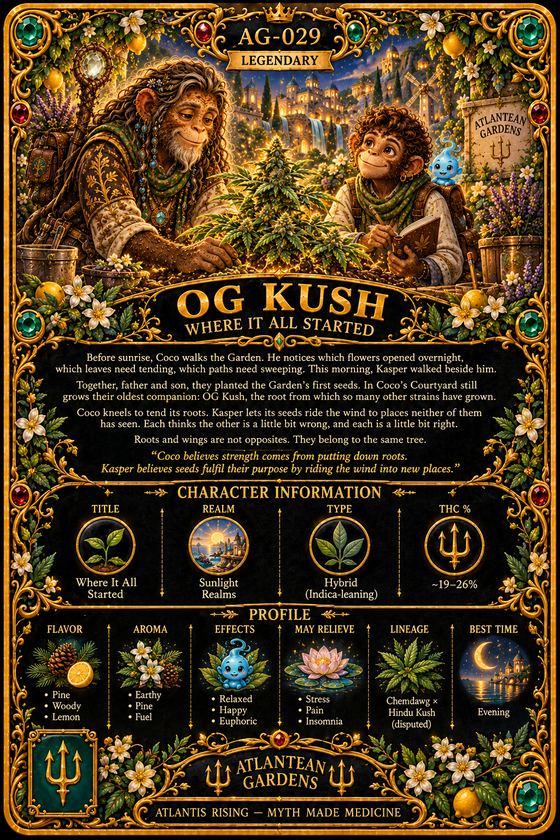 AG-029
LEGENDARY
ATLANTEAN
GARDENS
OG KUSH
WHERE IT ALL STARTED
Before sunrise, Coco walks the Garden. He notices which flowers opened overnight,
which leaves need tending, which paths need sweeping. This morning, Kasper walked beside him.
Together, father and son, they planted the Garden's first seeds. In Coco's Courtyard still
grows their oldest companion: OG Kush, the root from which so many other strains have grown.
Coco kneels to tend its roots. Kasper lets its seeds ride the wind to places neither of them
has seen. Each thinks the other is a little bit wrong, and each is a little bit right.
Roots and wings are not opposites. They belong to the same tree.
"Coco believes strength comes from putting down roots.
Kasper believes seeds fulfil their purpose by riding the wind into new places."
CHARACTER INFORMATION
TITLE
Where It All
Started
REALM
Sunlight
Realms
TYPE
Hybrid
(Indica-leaning)
THC %
~19–26%
PROFILE
FLAVOR
• Pine
• Woody
• Lemon
AROMA
• Earthy
• Pine
• Fuel
EFFECTS
• Relaxed
• Happy
• Euphoric
MAY RELIEVE
• Stress
• Pain
• Insomnia
LINEAGE
Chemdawg ×
Hindu Kush
(disputed)
BEST TIME
Evening
ATLANTEAN
GARDENS
ATLANTIS RISING — MYTH MADE MEDICINE